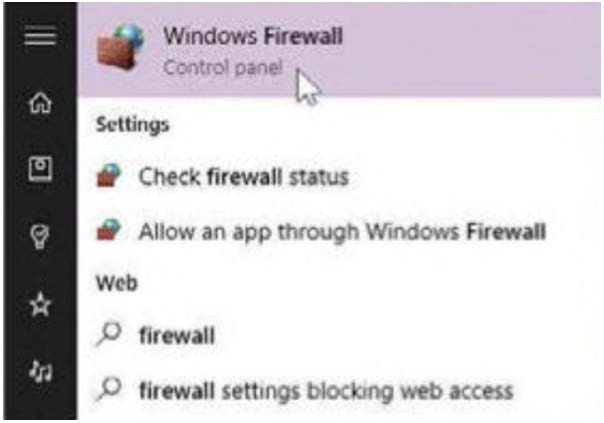 Windows Firewall
Control panel
Settings
Check firewall status
Allow an app through Windows Firewall
Web
firewall
firewall settings blocking web access